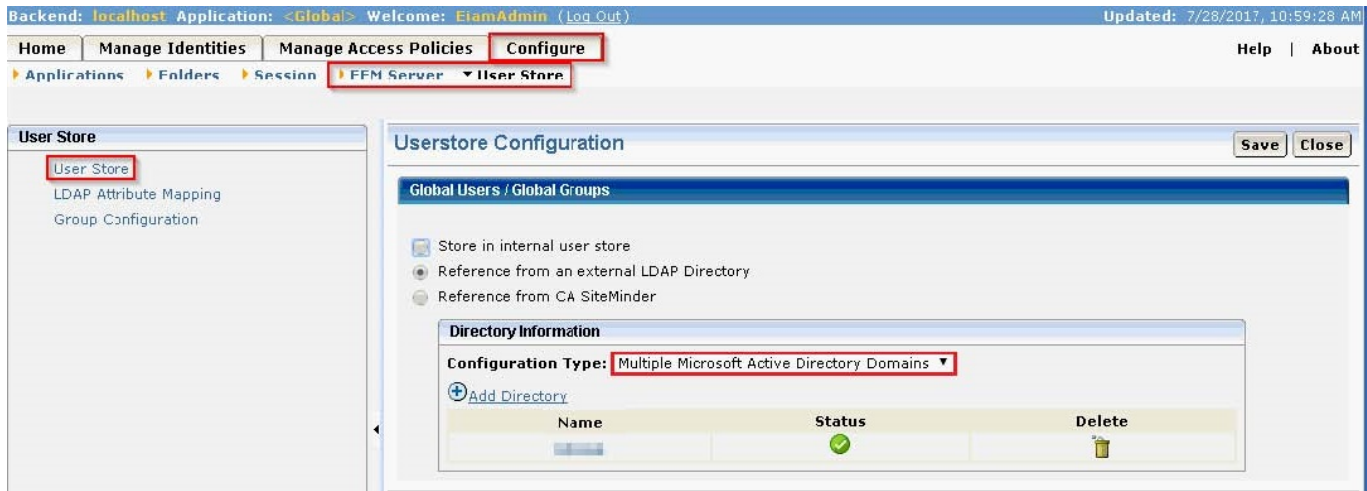 Backend: localhost Application: <Global> Welcome: EiamAdmin (Log Out) Updated: 7/28/2017, 10:59:28 AM
Home Manage Identities Manage Access Policies Configure Help | About
Applications Folders Session EEM Server User Store
User Store
User Store
LDAP Attribute Mapping
Group Configuration
Userstore Configuration Save Close
Global Users / Global Groups
Store in internal user store
Reference from an external LDAP Directory
Reference from CA SiteMinder
Directory Information
Configuration Type: Multiple Microsoft Active Directory Domains
Add Directory
Name Status Delete